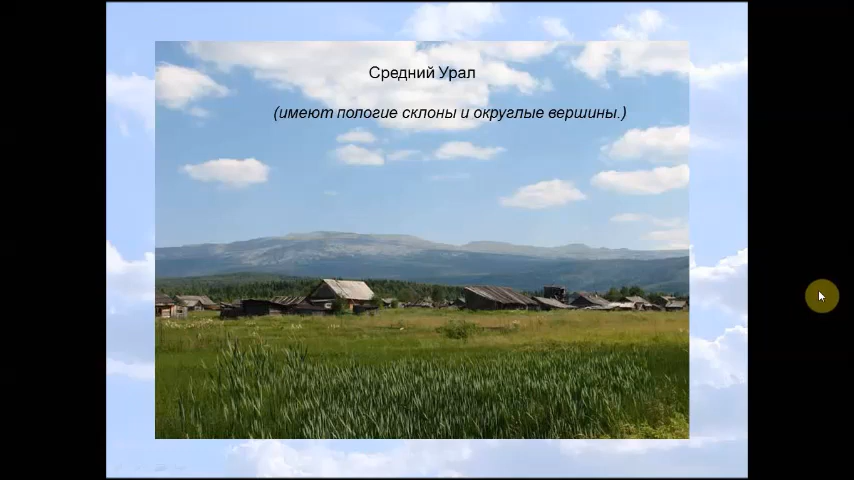 Средний Урал
(имеют пологие склоны и округлые вершины.)